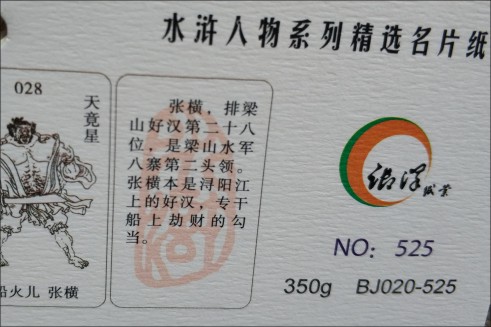 水浒人物系列精选名片纸
028
天竟星
船火儿 张横
张横，排梁
山好汉第二十八
位，是梁山水军
八寨第二头领。
张横本是浔阳江
上的好汉，专干
船上劫财的勾
当。
纸业
NO: 525
350g BJ020-525